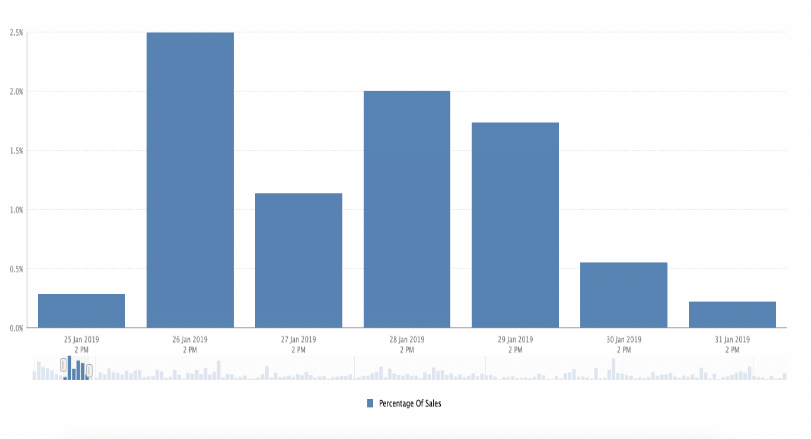 2.5%
2.0%
1.5%
1.0%
0.5%
0.0%
25 Jan 2019
2 PM
26 Jan 2019
2 PM
27 Jan 2019
2 PM
28 Jan 2019
2 PM
29 Jan 2019
2 PM
30 Jan 2019
2 PM
31 Jan 2019
2 PM
Percentage Of Sales